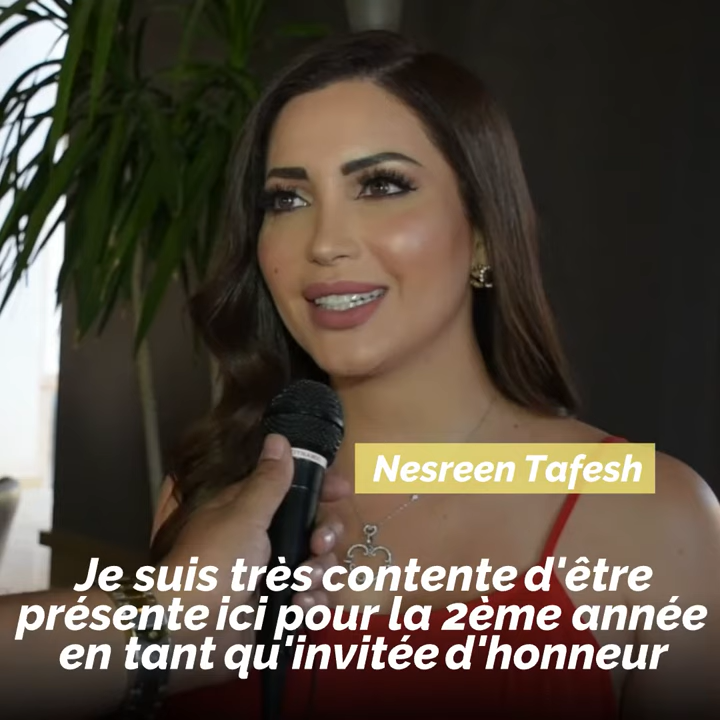 Nesreen Tafesh
Je suis très contente d'être
présente ici pour la 2ème année
en tant qu'invitée d'honneur